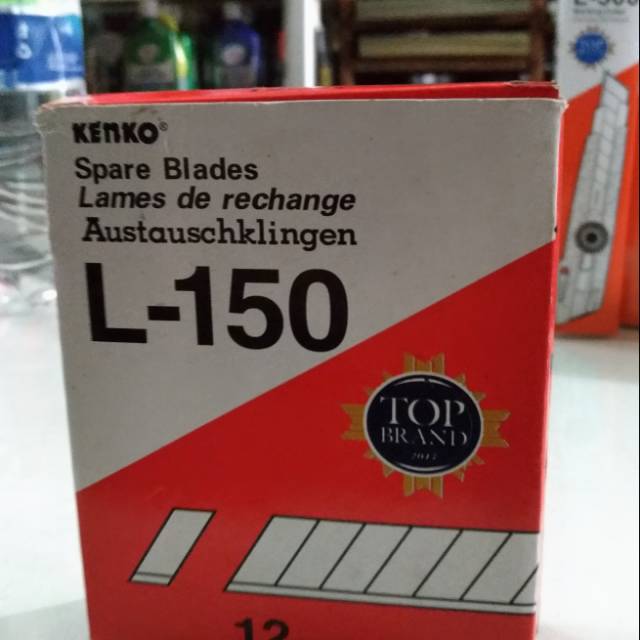 KENKO®
Spare Blades
Lames de rechange
Austauschklingen
L-150
TOP
BRAND
12